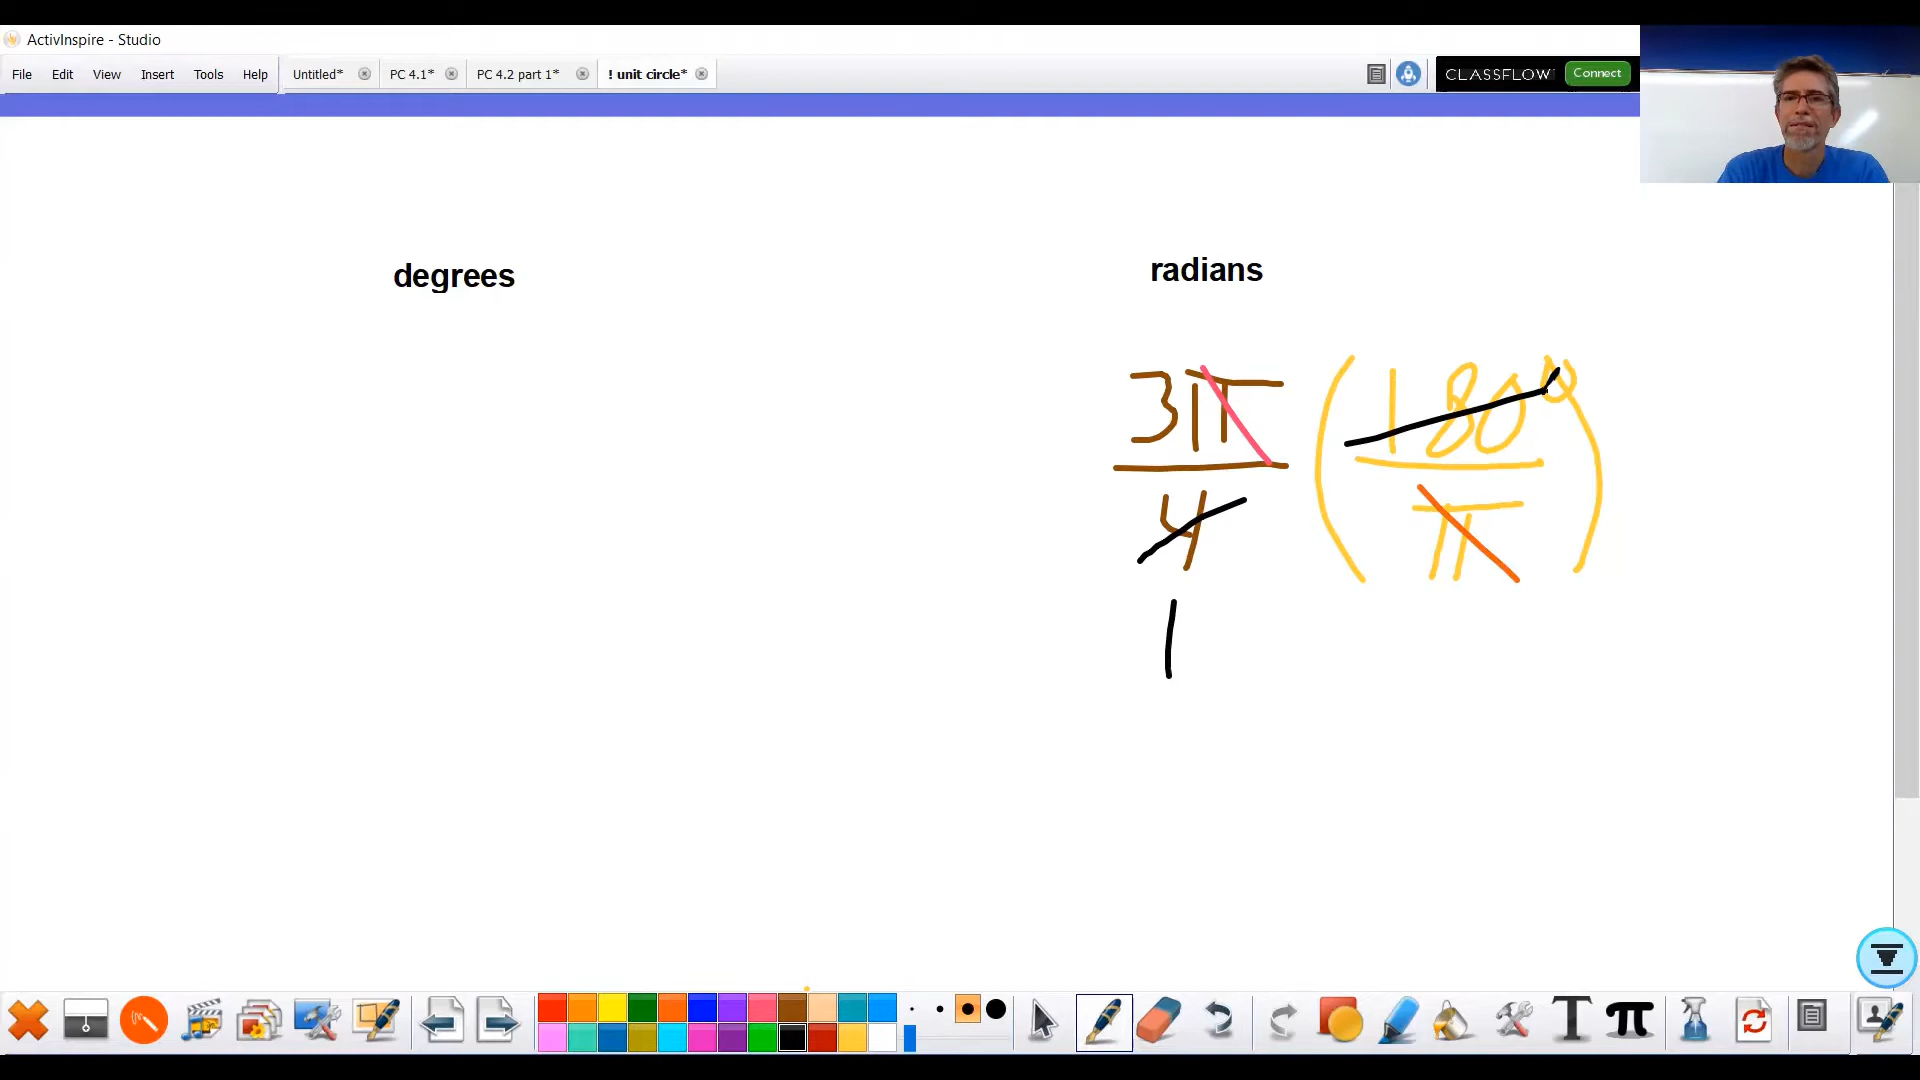 ActivInspire - Studio
File Edit View Insert Tools Help Untitled* PC 4.1* PC 4.2 part 1* ! unit circle* CLASSFLOW Connect
degrees radians
3π/4 (180°/π)
1
T π